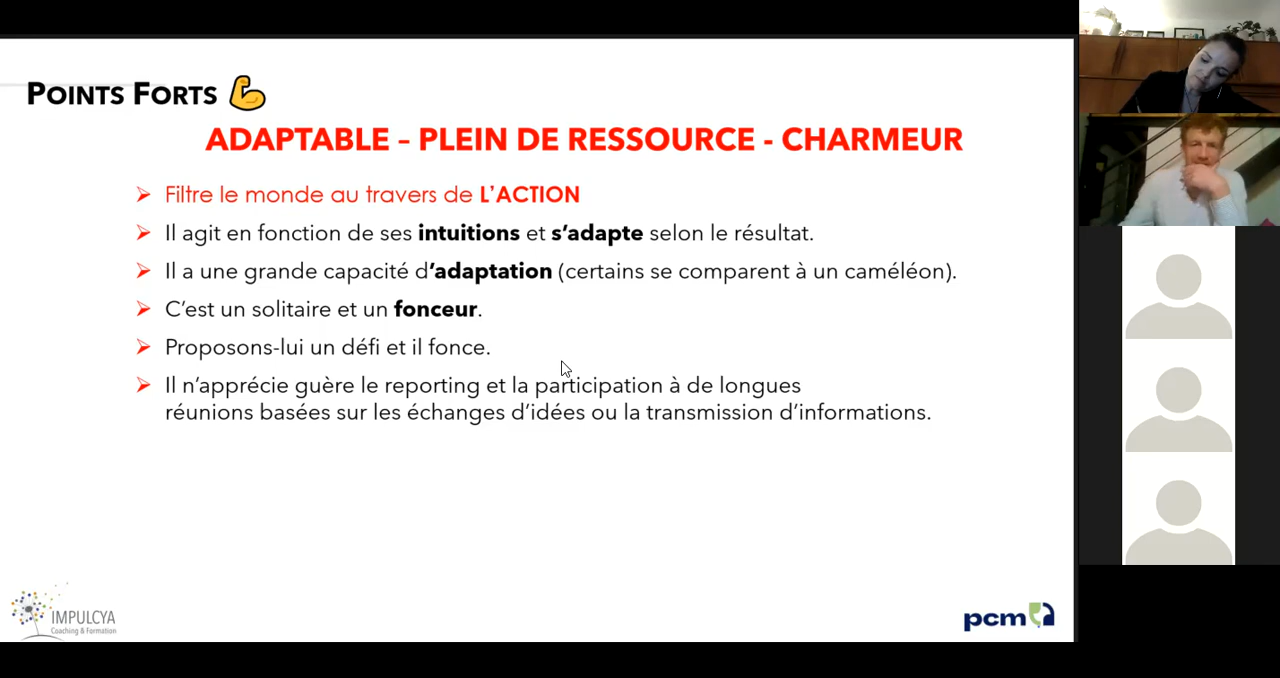 POINTS FORTS
ADAPTABLE – PLEIN DE RESSOURCE - CHARMEUR
Filtre le monde au travers de L’ACTION
Il agit en fonction de ses intuitions et s’adapte selon le résultat.
Il a une grande capacité d’adaptation (certains se comparent à un caméléon).
C’est un solitaire et un fonceur.
Proposons-lui un défi et il fonce.
Il n’apprécie guère le reporting et la participation à de longues
réunions basées sur les échanges d’idées ou la transmission d’informations.
IMPULCYA
Coaching & Formation
pcm